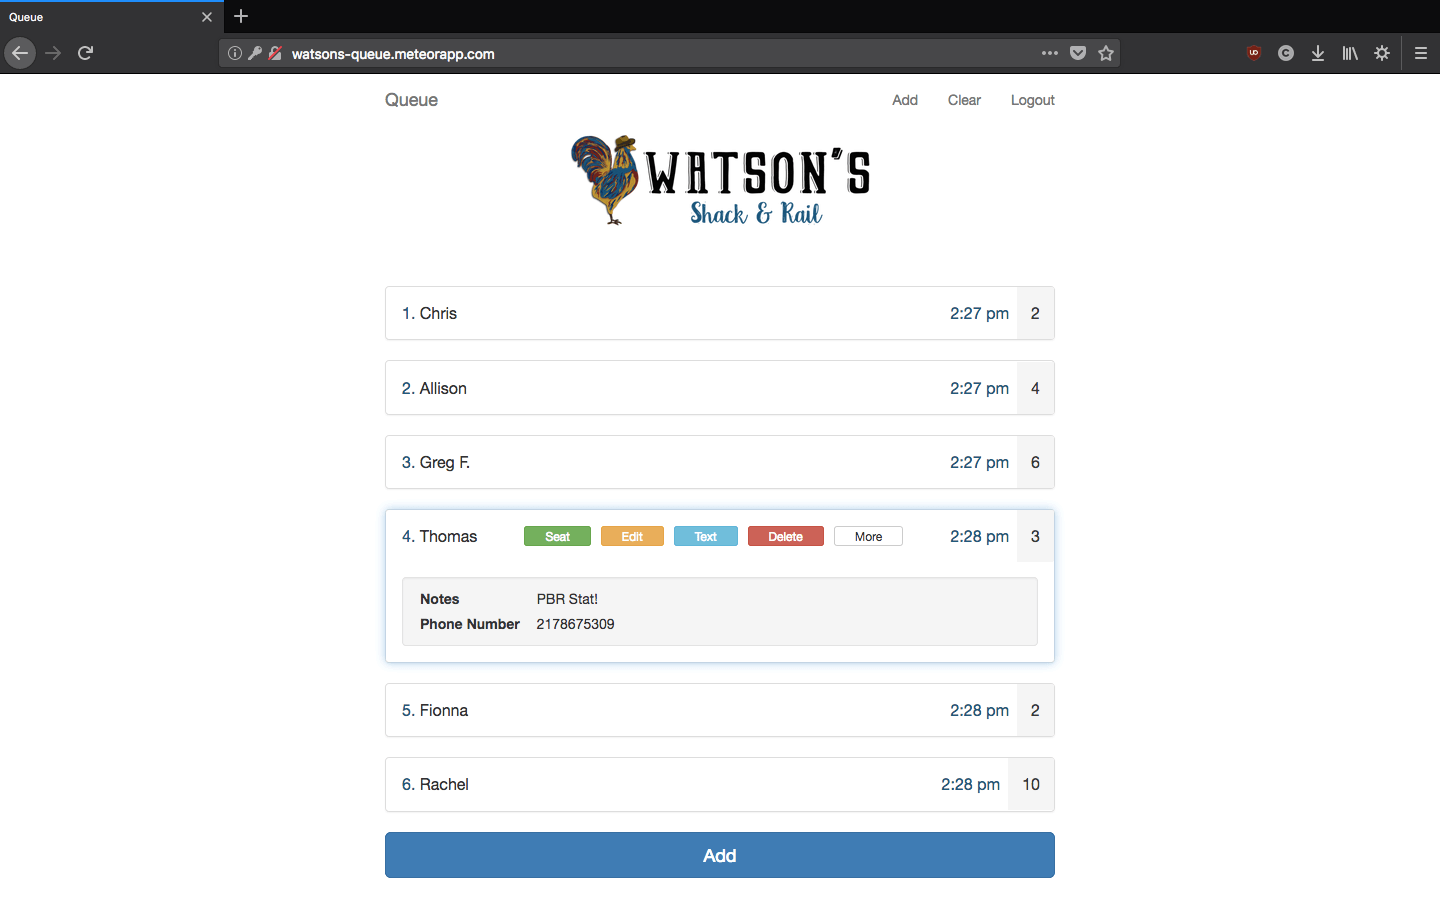 Queue
watsons-queue.meteorapp.com
Queue Add Clear Logout
WATSON'S
Shack & Rail
1. Chris 2:27 pm 2
2. Allison 2:27 pm 4
3. Greg F. 2:27 pm 6
4. Thomas Seat Edit Text Delete More 2:28 pm 3
Notes PBR Stat!
Phone Number 2178675309
5. Fionna 2:28 pm 2
6. Rachel 2:28 pm 10
Add